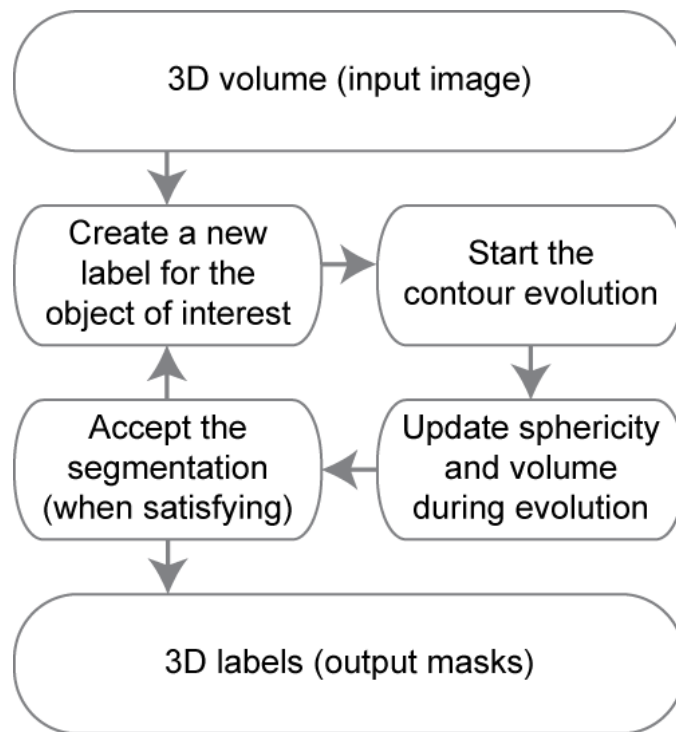 3D volume (input image)
Create a new
label for the
object of interest
Start the
contour evolution
Accept the
segmentation
(when satisfying)
Update sphericity
and volume
during evolution
3D labels (output masks)